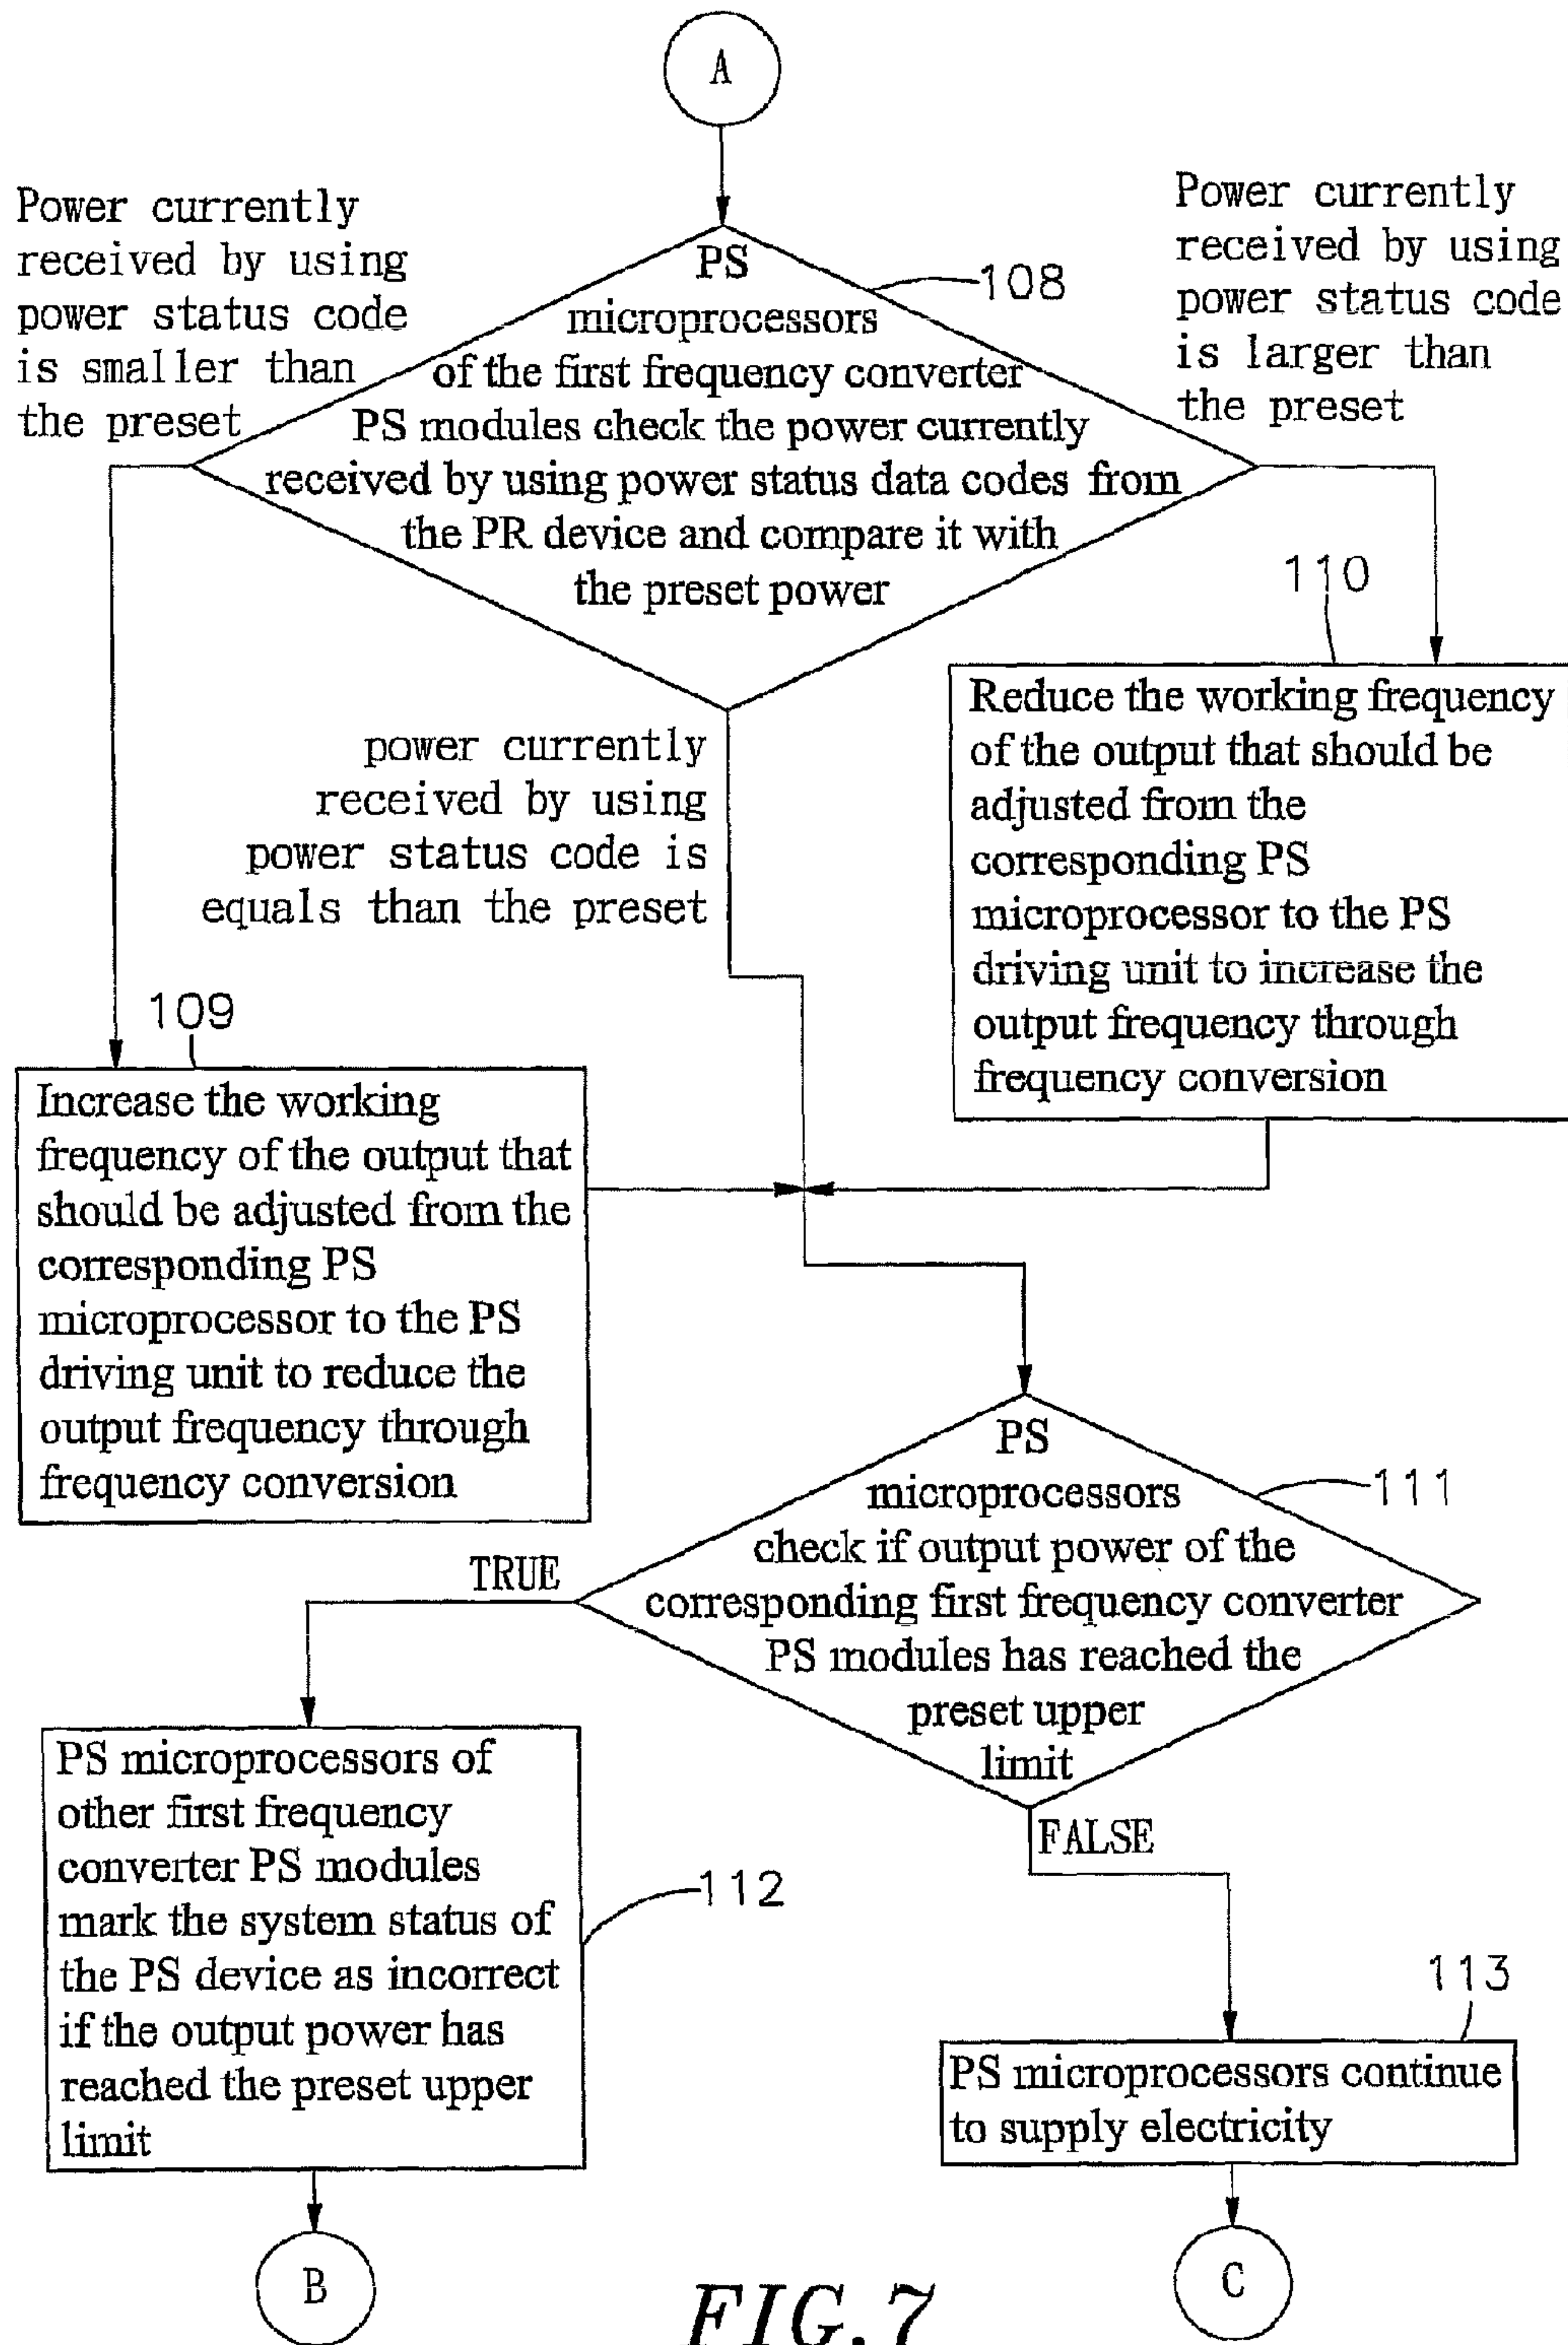 A
Power currently
received by using
power status code
is smaller than
the preset
PS
microprocessors
of the first frequency converter
PS modules check the power currently
received by using power status data codes from
the PR device and compare it with
the preset power
108
Power currently
received by using
power status code
is larger than
the preset
110
Reduce the working frequency
of the output that should be
adjusted from the
corresponding PS
microprocessor to the PS
driving unit to increase the
output frequency through
frequency conversion
power currently
received by using
power status code is
equals than the preset
109
Increase the working
frequency of the output that
should be adjusted from the
corresponding PS
microprocessor to the PS
driving unit to reduce the
output frequency through
frequency conversion
PS
microprocessors
check if output power of the
corresponding first frequency converter
PS modules has reached the
preset upper
limit
111
TRUE
FALSE
PS microprocessors of
other first frequency
converter PS modules
mark the system status of
the PS device as incorrect
if the output power has
reached the preset upper
limit
112
113
PS microprocessors continue
to supply electricity
B
C
FIG.7